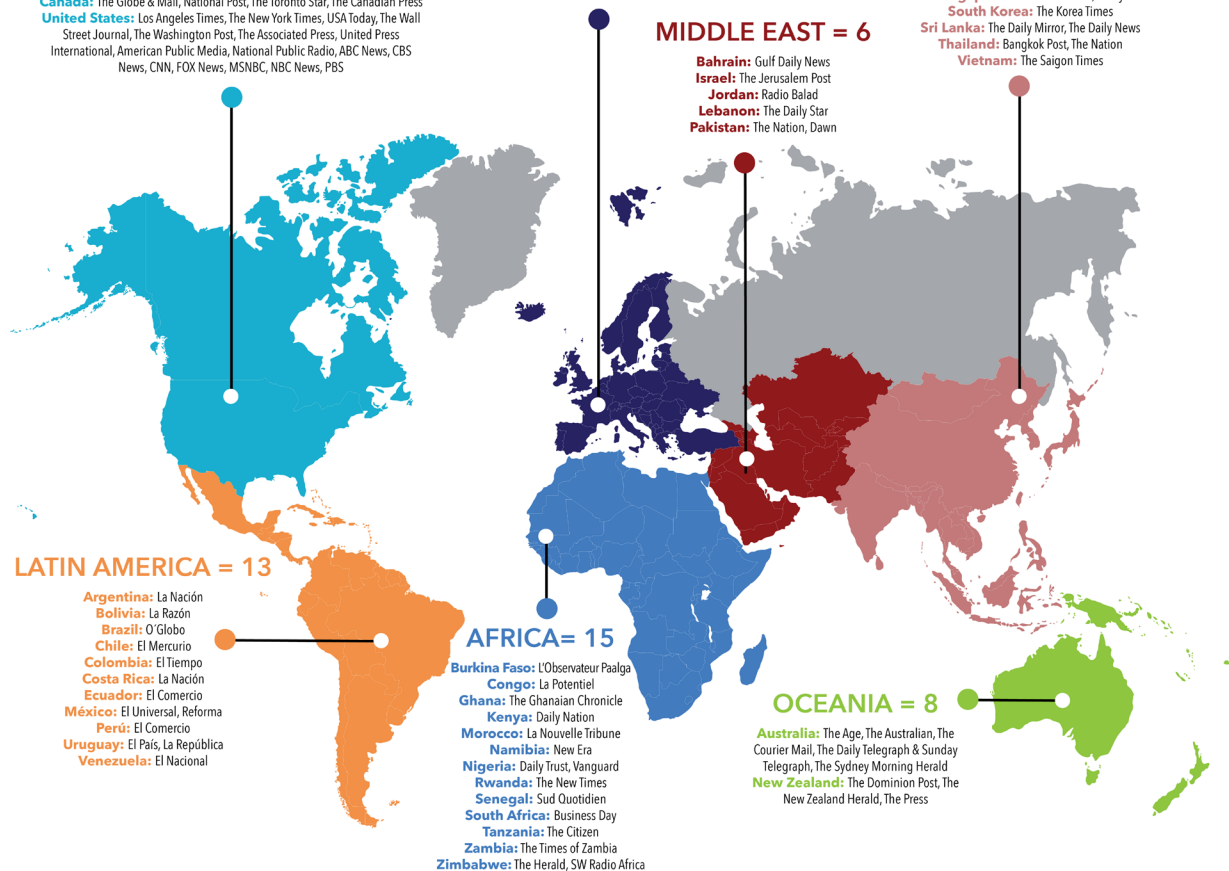 Canada: The Globe & Mail, National Post, The Toronto Star, The Canadian Press
United States: Los Angeles Times, The New York Times, USA Today, The Wall
Street Journal, The Washington Post, The Associated Press, United Press
International, American Public Media, National Public Radio, ABC News, CBS
News, CNN, FOX News, MSNBC, NBC News, PBS
MIDDLE EAST = 6
Bahrain: Gulf Daily News
Israel: The Jerusalem Post
Jordan: Radio Balad
Lebanon: The Daily Star
Pakistan: The Nation, Dawn
South Korea: The Korea Times
Sri Lanka: The Daily Mirror, The Daily News
Thailand: Bangkok Post, The Nation
Vietnam: The Saigon Times
LATIN AMERICA = 13
Argentina: La Nación
Bolivia: La Razón
Brazil: O´Globo
Chile: El Mercurio
Colombia: El Tiempo
Costa Rica: La Nación
Ecuador: El Comercio
México: El Universal, Reforma
Perú: El Comercio
Uruguay: El País, La República
Venezuela: El Nacional
AFRICA= 15
Burkina Faso: L'Observateur Paalga
Congo: La Potentiel
Ghana: The Ghanaian Chronicle
Kenya: Daily Nation
Morocco: La Nouvelle Tribune
Namibia: New Era
Nigeria: Daily Trust, Vanguard
Rwanda: The New Times
Senegal: Sud Quotidien
South Africa: Business Day
Tanzania: The Citizen
Zambia: The Times of Zambia
Zimbabwe: The Herald, SW Radio Africa
OCEANIA = 8
Australia: The Age, The Australian, The
Courier Mail, The Daily Telegraph & Sunday
Telegraph, The Sydney Morning Herald
New Zealand: The Dominion Post, The
New Zealand Herald, The Press